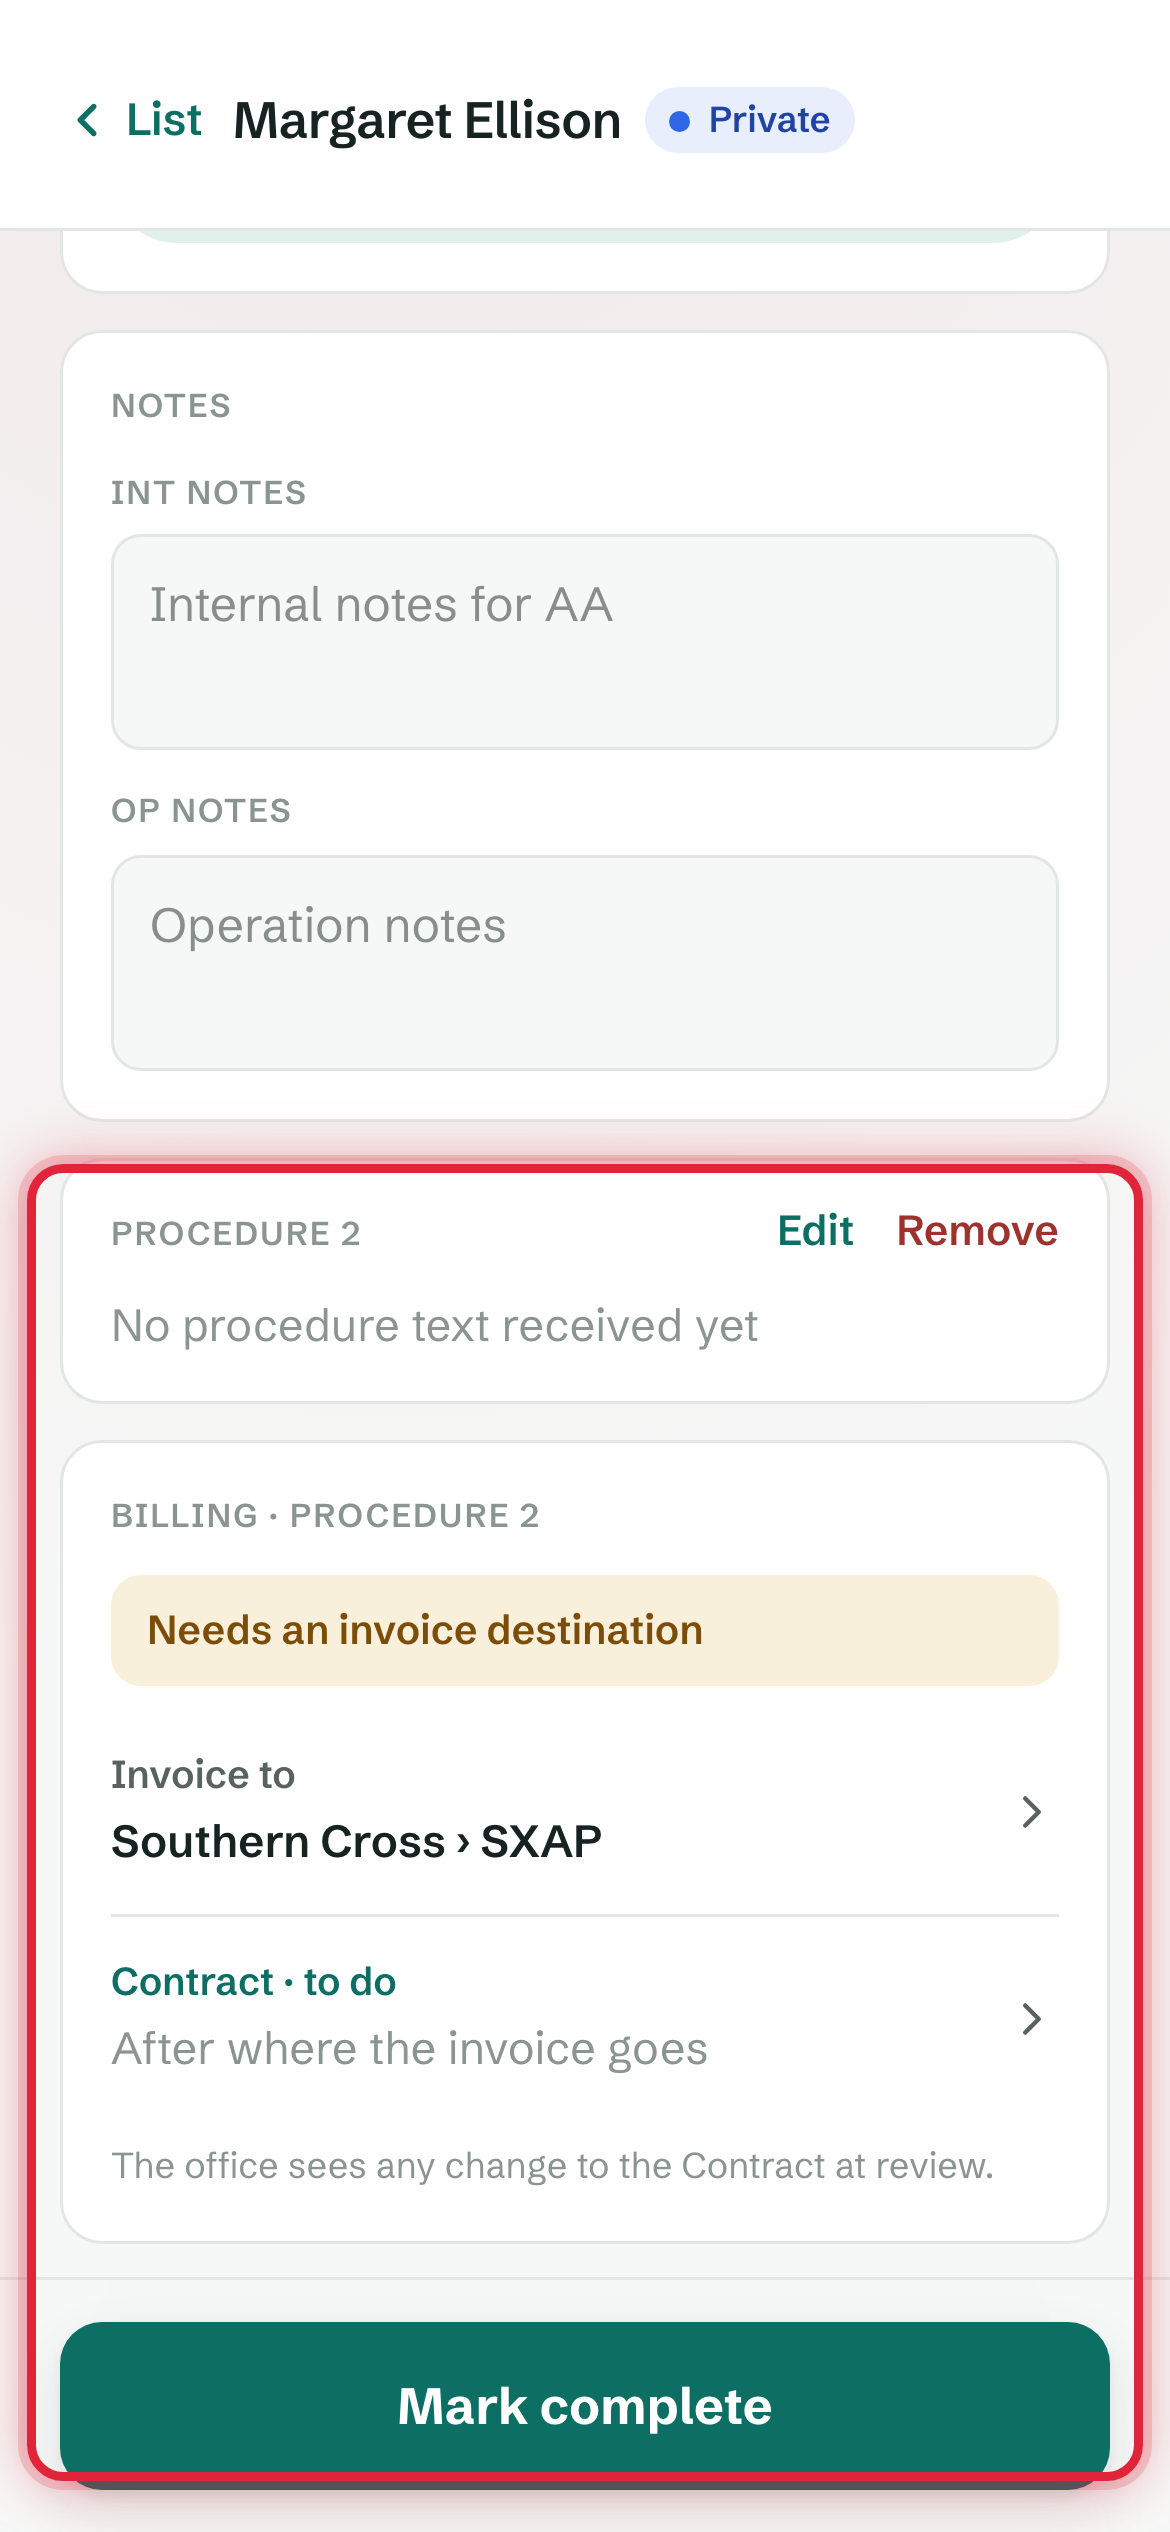 List Margaret Ellison Private
NOTES
INT NOTES
Internal notes for AA
OP NOTES
Operation notes
PROCEDURE 2 Edit Remove
No procedure text received yet
BILLING · PROCEDURE 2
Needs an invoice destination
Invoice to
Southern Cross › SXAP
Contract · to do
After where the invoice goes
The office sees any change to the Contract at review.
Mark complete